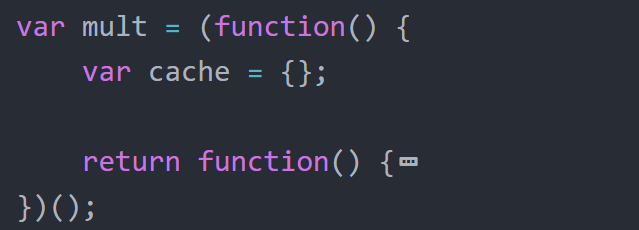 var mult = (function() {
    var cache = {};

    return function() {⋯
})();